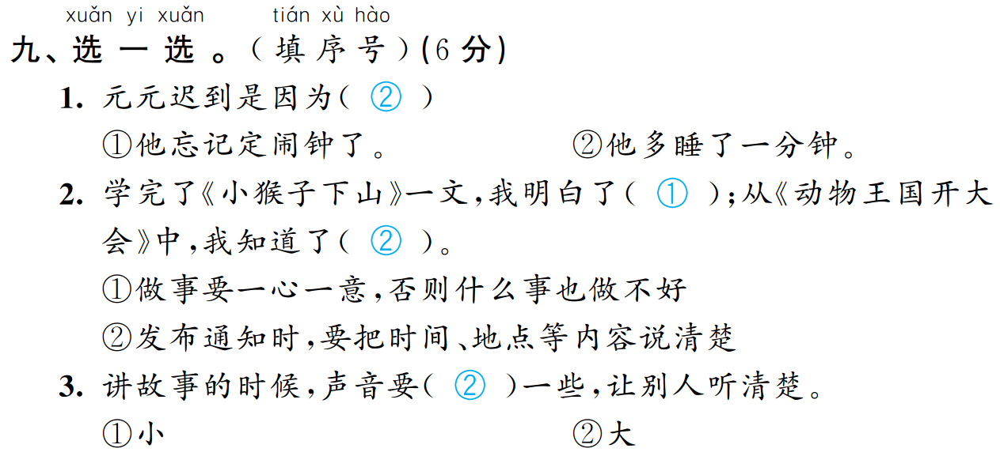 xuǎn yi xuǎn tián xù hào
九、选一选。(填序号)(6分)
1. 元元迟到是因为( ② )
①他忘记定闹钟了。 ②他多睡了一分钟。
2. 学完了《小猴子下山》一文,我明白了( ① );从《动物王国开大
会》中,我知道了( ② )。
①做事要一心一意,否则什么事也做不好
②发布通知时,要把时间、地点等内容说清楚
3. 讲故事的时候,声音要( ② )一些,让别人听清楚。
①小 ②大